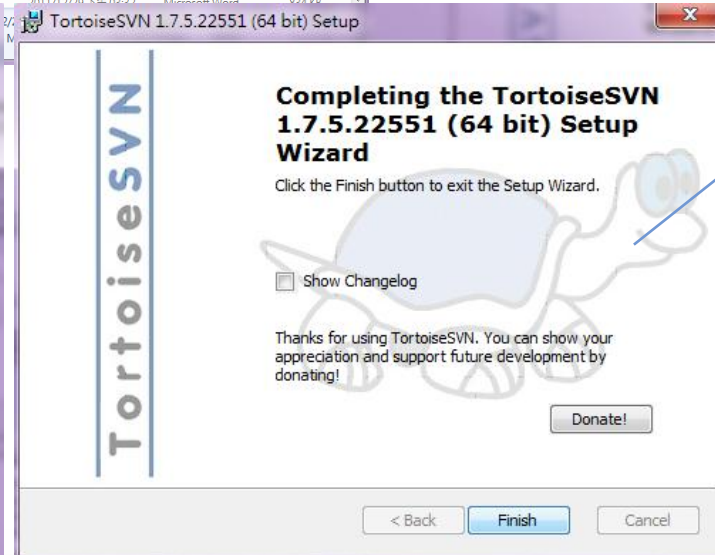 TortoiseSVN 1.7.5.22551 (64 bit) Setup
TortoiseSVN
Completing the TortoiseSVN
1.7.5.22551 (64 bit) Setup
Wizard
Click the Finish button to exit the Setup Wizard.
Show Changelog
Thanks for using TortoiseSVN. You can show your
appreciation and support future development by
donating!
Donate!
< Back
Finish
Cancel